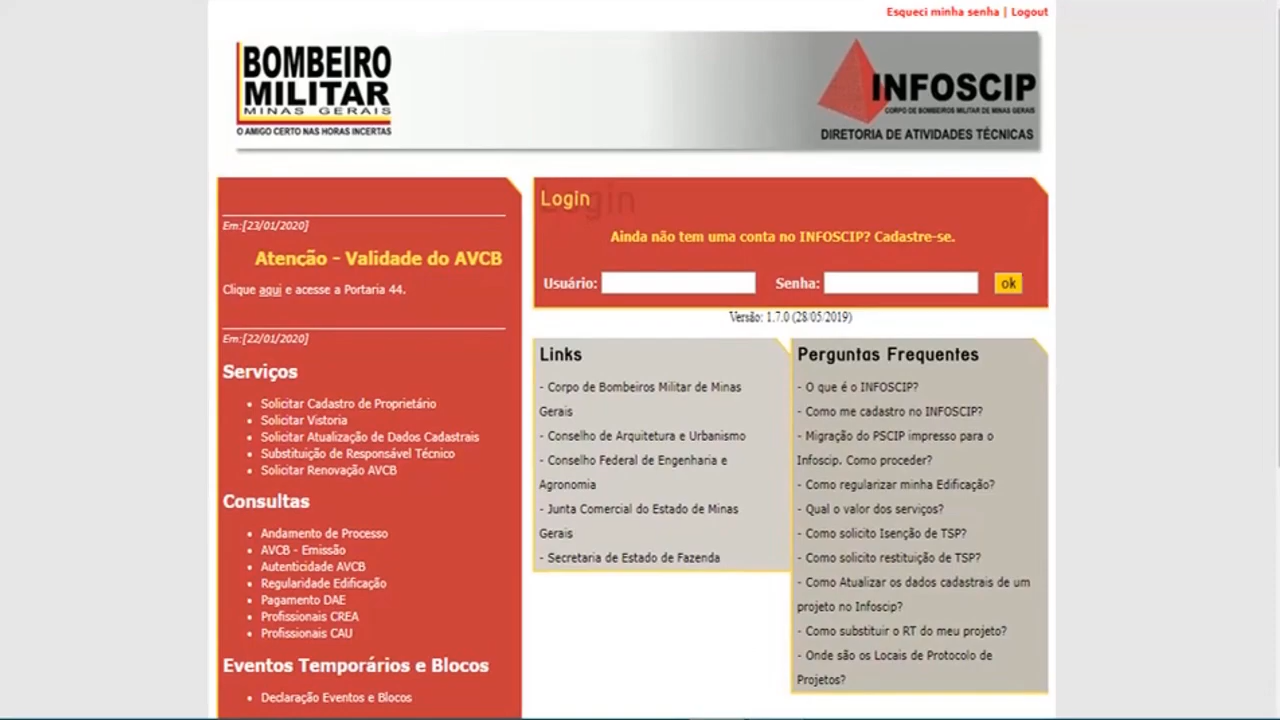 Esqueci minha senha | Logout
BOMBEIRO
MILITAR
MINAS GERAIS
O AMIGO CERTO NAS HORAS INCERTAS
INFOSCIP
CORPO DE BOMBEIROS MILITAR DE MINAS GERAIS
DIRETORIA DE ATIVIDADES TÉCNICAS
Em:[23/01/2020]
Atencão - Validade do AVCB
Clique aqui e acesse a Portaria 44.
Em:[22/01/2020]
Serviços
Solicitar Cadastro de Proprietário
Solicitar Vistoria
Solicitar Atualização de Dados Cadastrais
Substituição de Responsável Técnico
Solicitar Renovação AVCB
Consultas
Andamento de Processo
AVCB - Emissão
Autenticidade AVCB
Regularidade Edificação
Pagamento DAE
Profissionais CREA
Profissionais CAU
Eventos Temporários e Blocos
Declaração Eventos e Blocos
Login
Ainda não tem uma conta no INFOSCIP? Cadastre-se.
Usuário: Senha: ok
Versão: 1.7.0 (28/05/2019)
Links
- Corpo de Bombeiros Militar de Minas
Gerais
- Conselho de Arquitetura e Urbanismo
- Conselho Federal de Engenharia e
Agronomia
- Junta Comercial do Estado de Minas
Gerais
- Secretaria de Estado de Fazenda
Perguntas Frequentes
- O que é o INFOSCIP?
- Como me cadastro no INFOSCIP?
- Migração do PSCIP impresso para o
Infoscip. Como proceder?
- Como regularizar minha Edificação?
- Qual o valor dos serviços?
- Como solicito Isenção de TSP?
- Como solicito restituição de TSP?
- Como Atualizar os dados cadastrais de um
projeto no Infoscip?
- Como substituir o RT do meu projeto?
- Onde são os Locais de Protocolo de
Projetos?